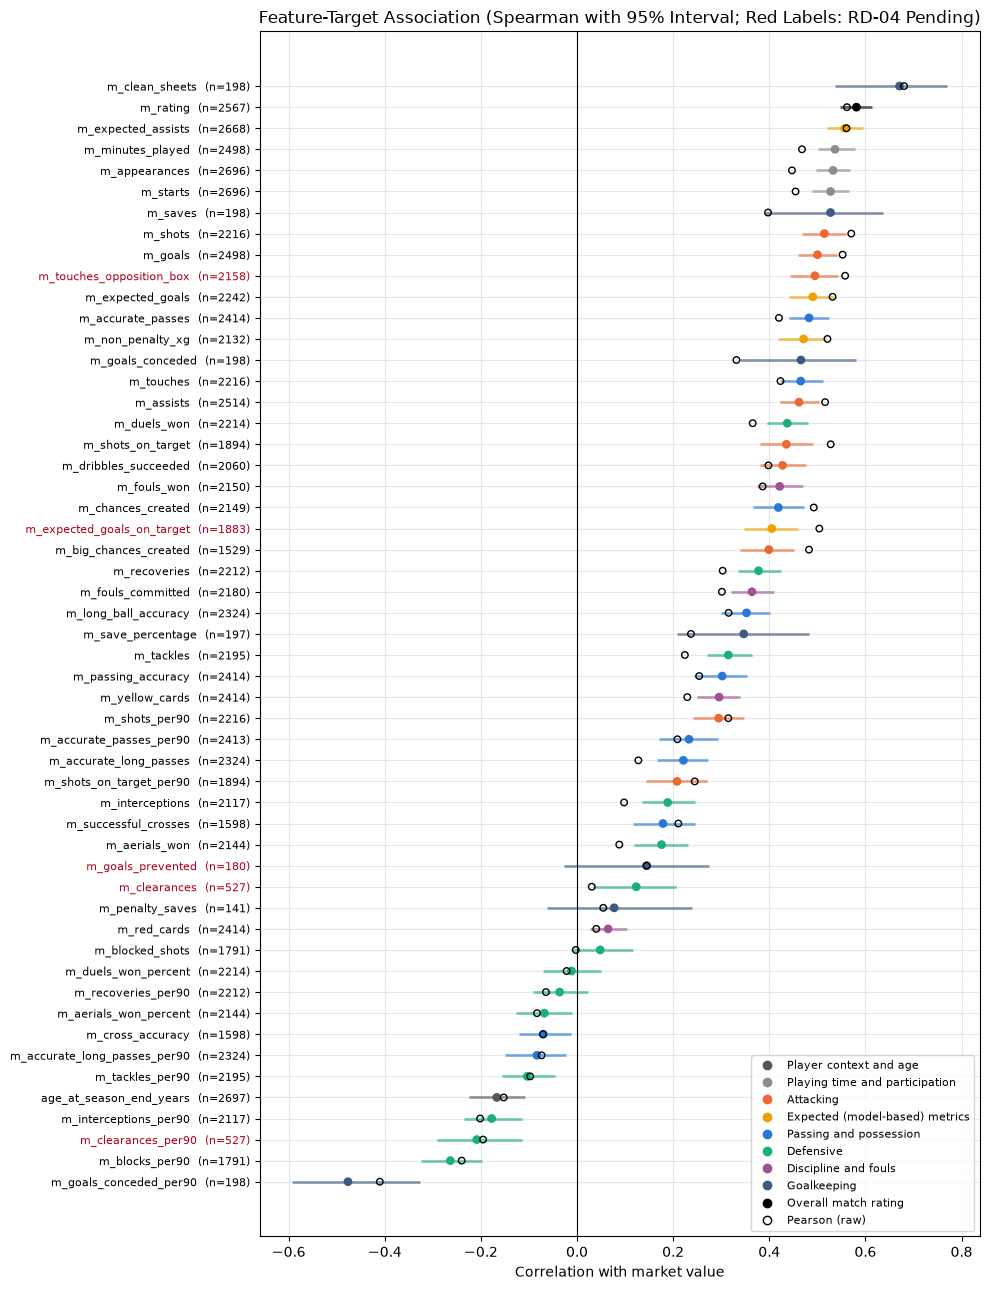 Feature-Target Association (Spearman with 95% Interval; Red Labels: RD-04 Pending)
m_clean_sheets (n=198)
m_rating (n=2567)
m_expected_assists (n=2668)
m_minutes_played (n=2498)
m_appearances (n=2696)
m_starts (n=2696)
m_saves (n=198)
m_shots (n=2216)
m_goals (n=2498)
m_touches_opposition_box (n=2158)
m_expected_goals (n=2242)
m_accurate_passes (n=2414)
m_non_penalty_xg (n=2132)
m_goals_conceded (n=198)
m_touches (n=2216)
m_assists (n=2514)
m_duels_won (n=2214)
m_shots_on_target (n=1894)
m_dribbles_succeeded (n=2060)
m_fouls_won (n=2150)
m_chances_created (n=2149)
m_expected_goals_on_target (n=1883)
m_big_chances_created (n=1529)
m_recoveries (n=2212)
m_fouls_committed (n=2180)
m_long_ball_accuracy (n=2324)
m_save_percentage (n=197)
m_tackles (n=2195)
m_passing_accuracy (n=2414)
m_yellow_cards (n=2414)
m_shots_per90 (n=2216)
m_accurate_passes_per90 (n=2413)
m_accurate_long_passes (n=2324)
m_shots_on_target_per90 (n=1894)
m_interceptions (n=2117)
m_successful_crosses (n=1598)
m_aerials_won (n=2144)
m_goals_prevented (n=180)
m_clearances (n=527)
m_penalty_saves (n=141)
m_red_cards (n=2414)
m_blocked_shots (n=1791)
m_duels_won_percent (n=2214)
m_recoveries_per90 (n=2212)
m_aerials_won_percent (n=2144)
m_cross_accuracy (n=1598)
m_accurate_long_passes_per90 (n=2324)
m_tackles_per90 (n=2195)
age_at_season_end_years (n=2697)
m_interceptions_per90 (n=2117)
m_clearances_per90 (n=527)
m_blocks_per90 (n=1791)
m_goals_conceded_per90 (n=198)
Player context and age
Playing time and participation
Attacking
Expected (model-based) metrics
Passing and possession
Defensive
Discipline and fouls
Goalkeeping
Overall match rating
Pearson (raw)
−0.6 −0.4 −0.2 0.0 0.2 0.4 0.6 0.8
Correlation with market value